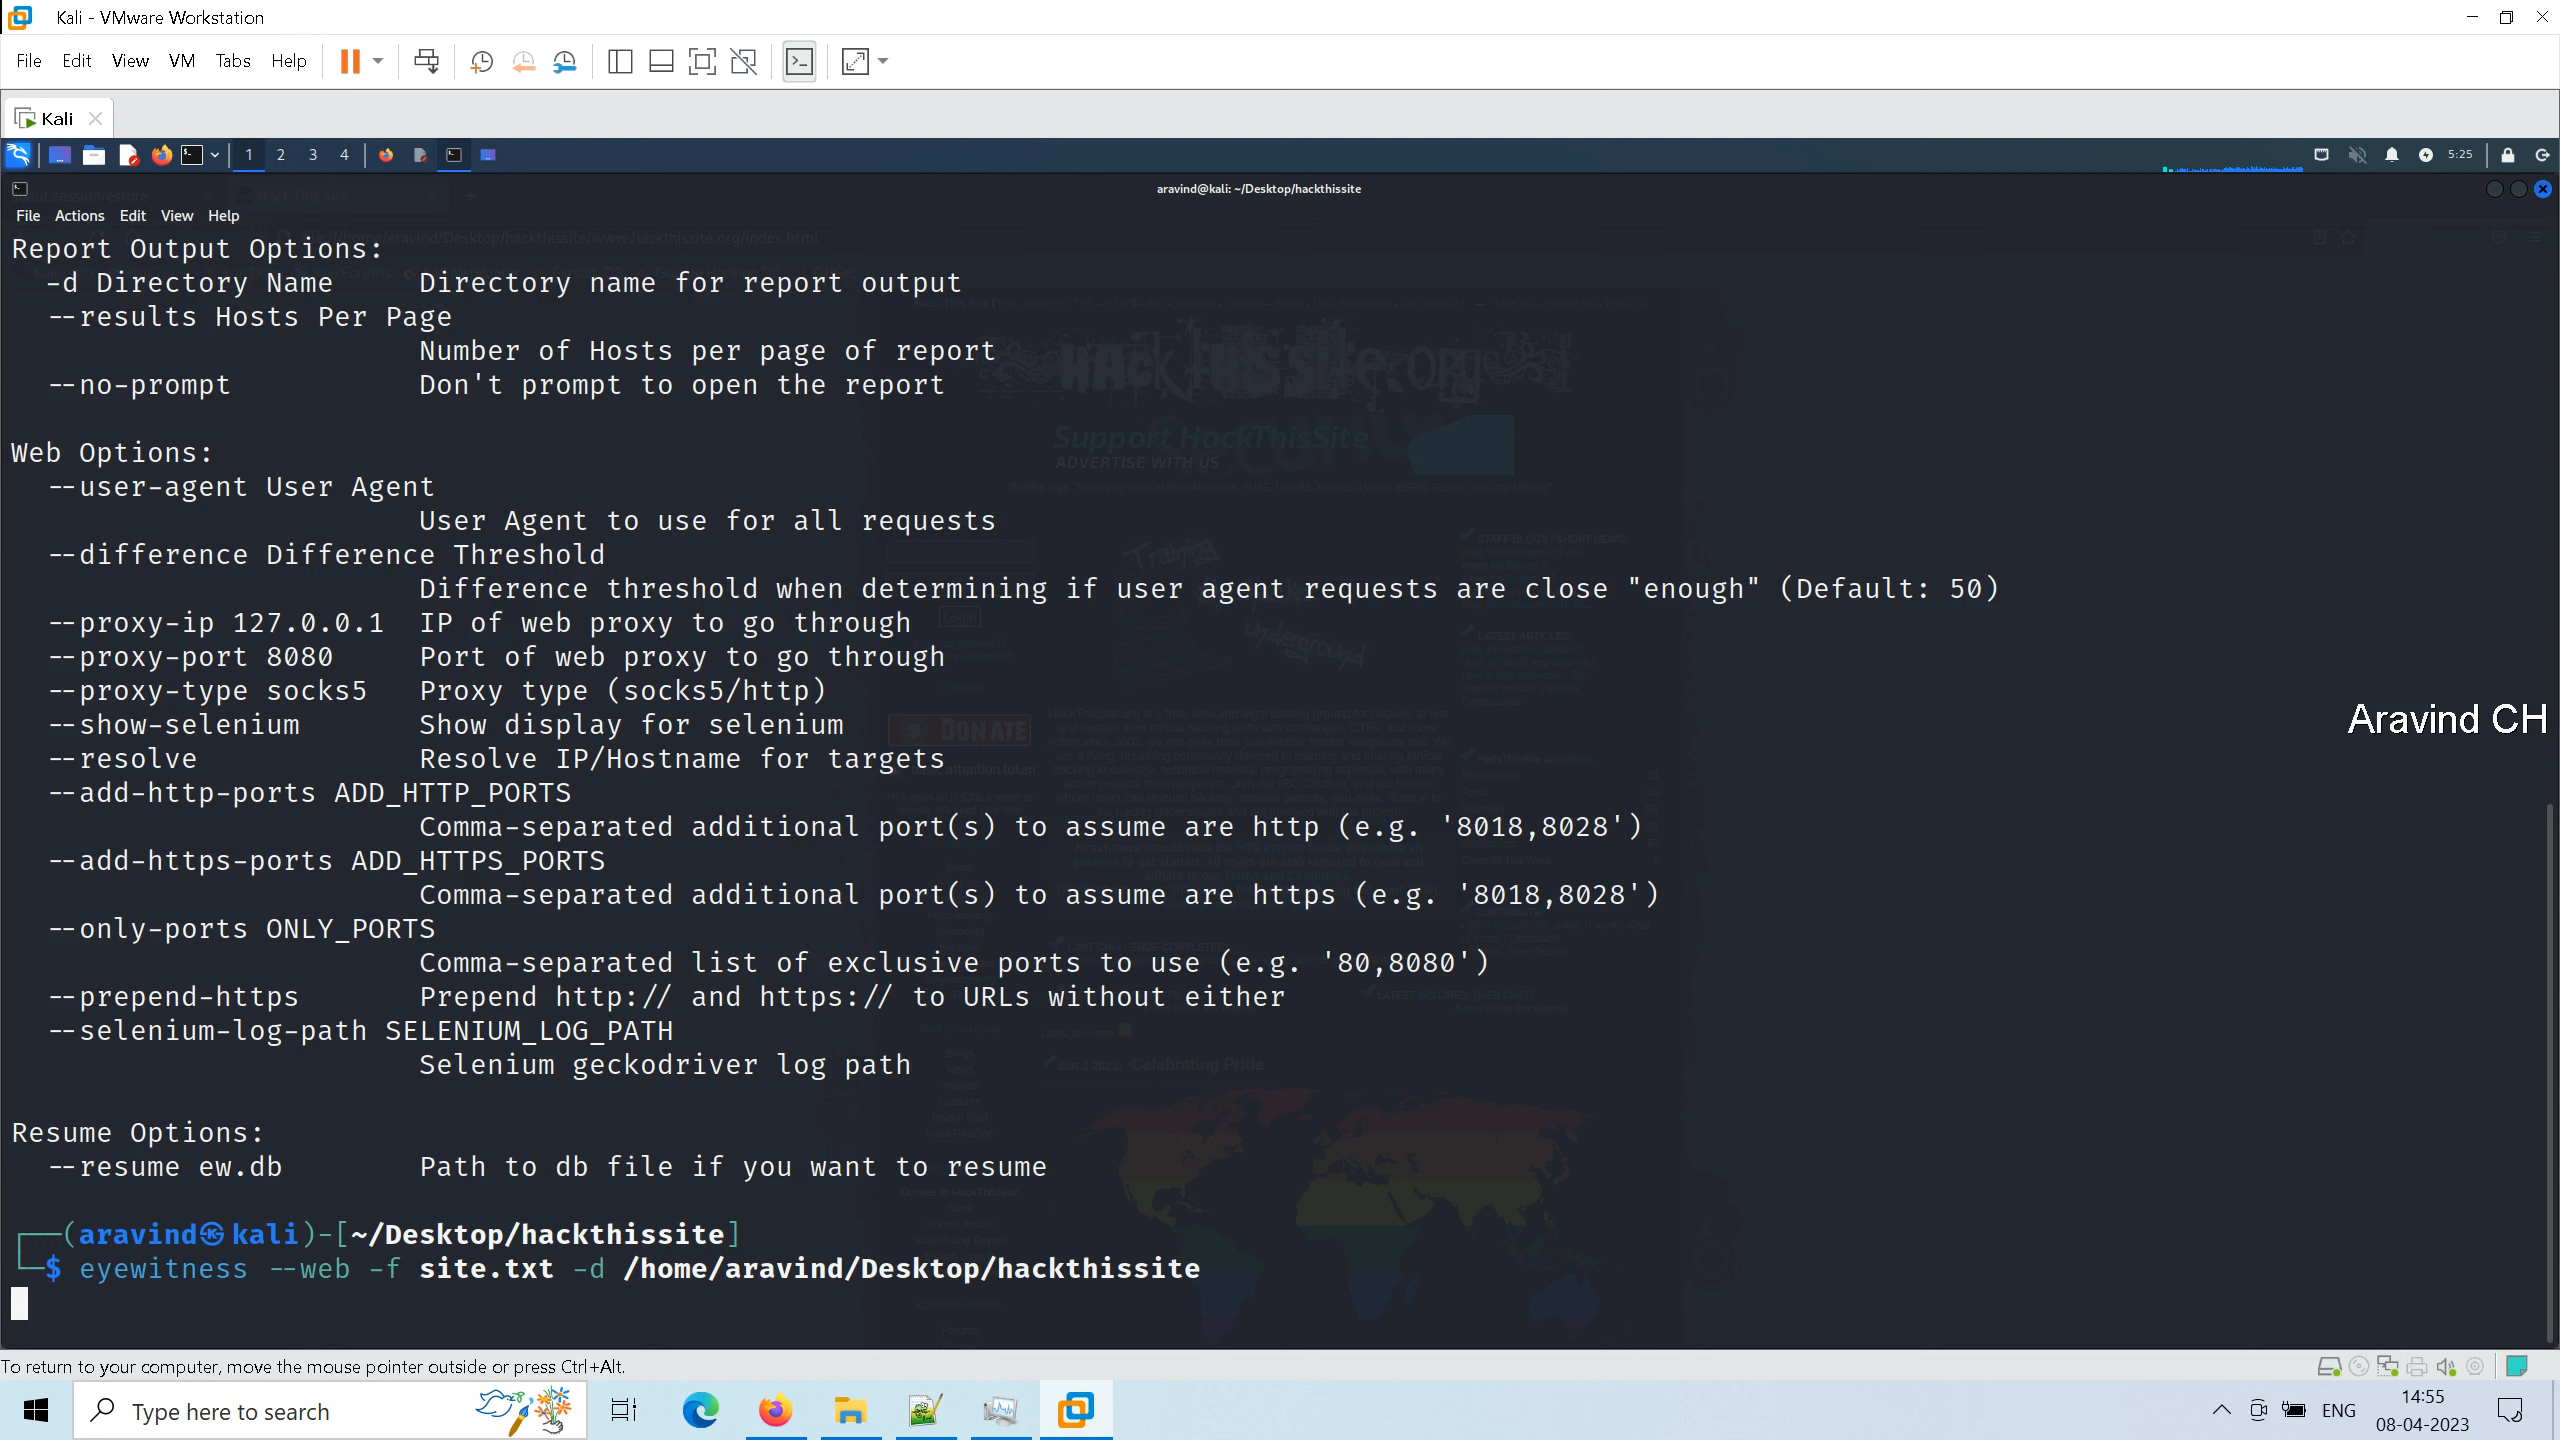 Kali - VMware Workstation
File Edit View VM Tabs Help
Kali
1 2 3 4
5:25
aravind@kali: ~/Desktop/hackthissite
File Actions Edit View Help
Report Output Options:
-d Directory Name Directory name for report output
--results Hosts Per Page
Number of Hosts per page of report
--no-prompt Don't prompt to open the report
Web Options:
--user-agent User Agent
User Agent to use for all requests
--difference Difference Threshold
Difference threshold when determining if user agent requests are close "enough" (Default: 50)
--proxy-ip 127.0.0.1 IP of web proxy to go through
--proxy-port 8080 Port of web proxy to go through
--proxy-type socks5 Proxy type (socks5/http)
--show-selenium Show display for selenium
--resolve Resolve IP/Hostname for targets
--add-http-ports ADD_HTTP_PORTS
Comma-separated additional port(s) to assume are http (e.g. '8018,8028')
--add-https-ports ADD_HTTPS_PORTS
Comma-separated additional port(s) to assume are https (e.g. '8018,8028')
--only-ports ONLY_PORTS
Comma-separated list of exclusive ports to use (e.g. '80,8080')
--prepend-https Prepend http:// and https:// to URLs without either
--selenium-log-path SELENIUM_LOG_PATH
Selenium geckodriver log path
Resume Options:
--resume ew.db Path to db file if you want to resume
(aravind㉿kali)-[~/Desktop/hackthissite]
$ eyewitness --web -f site.txt -d /home/aravind/Desktop/hackthissite
Aravind CH
Support HackThisSite
ADVERTISE WITH US
DONATE
Celebrating Pride
To return to your computer, move the mouse pointer outside or press Ctrl+Alt.
Type here to search
ENG
14:55
08-04-2023